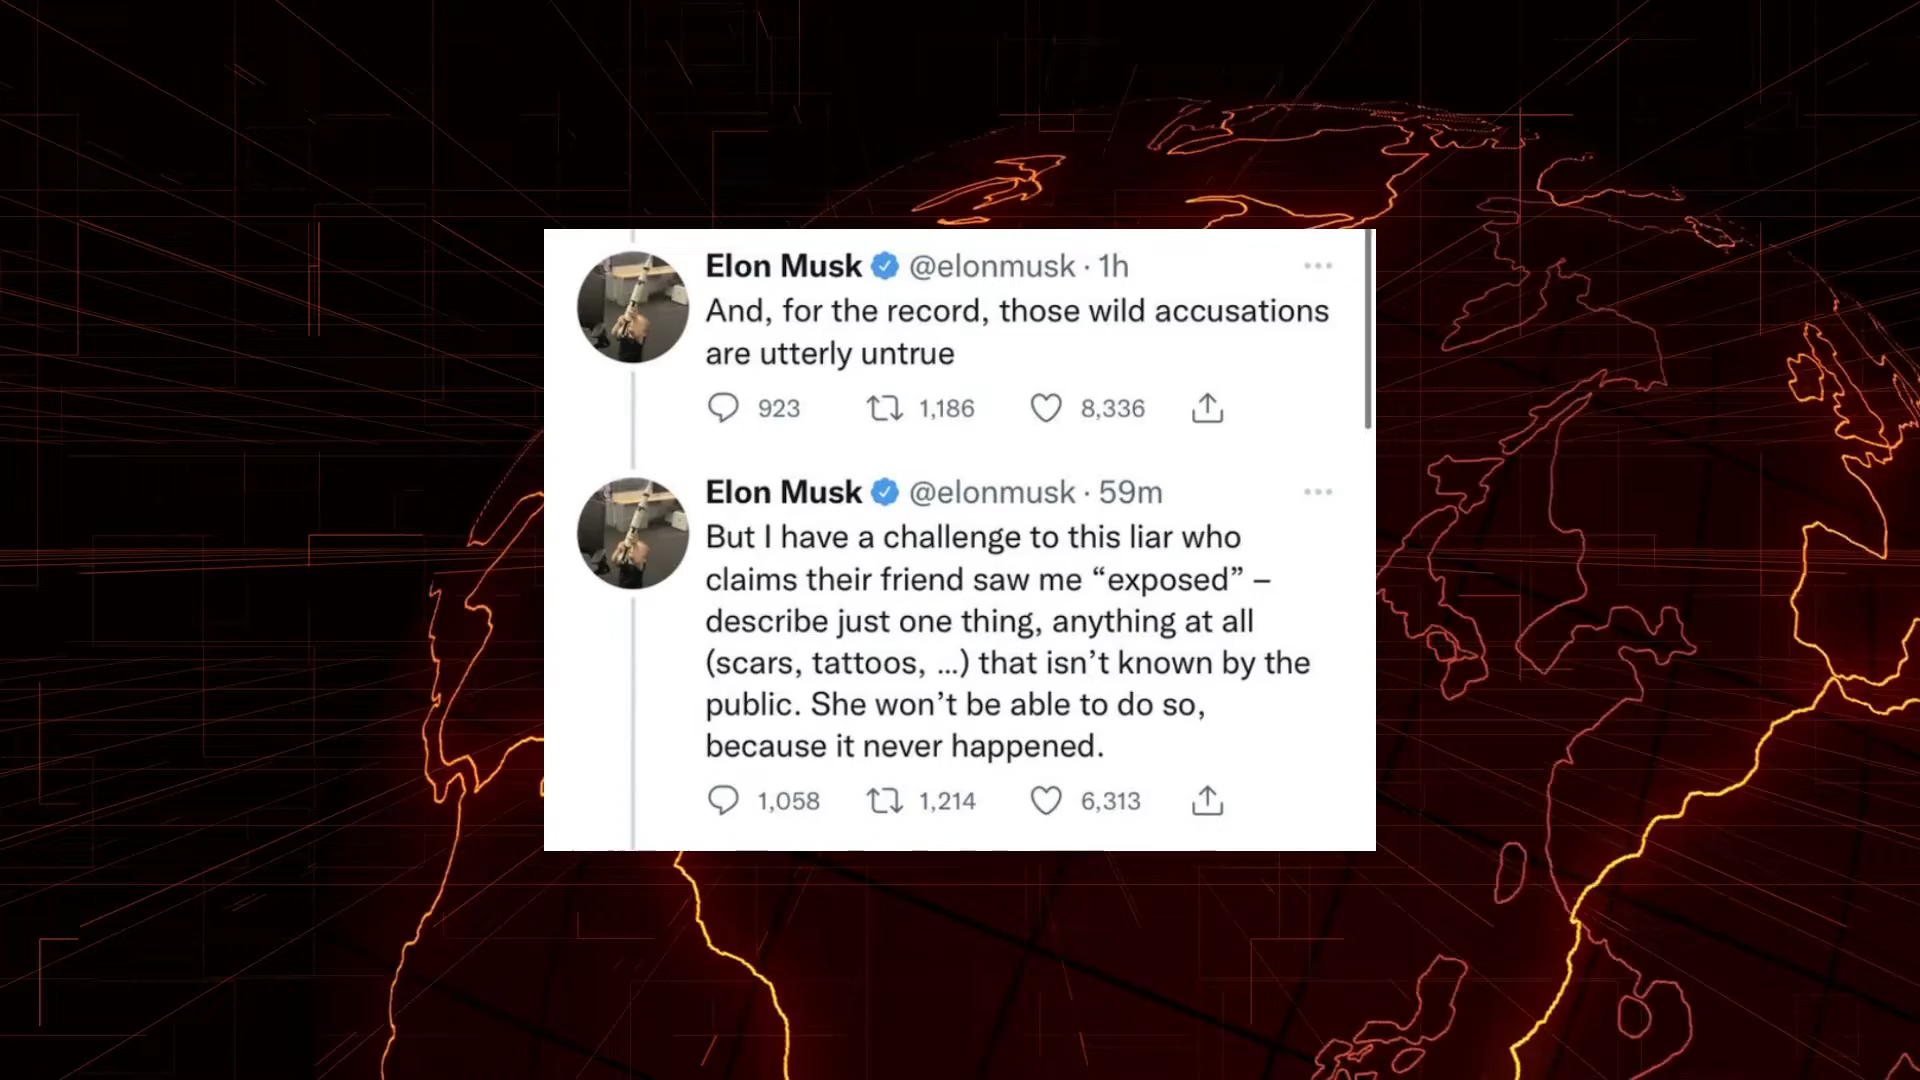 Elon Musk @elonmusk · 1h
And, for the record, those wild accusations
are utterly untrue
923 1,186 8,336
Elon Musk @elonmusk · 59m
But I have a challenge to this liar who
claims their friend saw me “exposed” –
describe just one thing, anything at all
(scars, tattoos, ...) that isn’t known by the
public. She won’t be able to do so,
because it never happened.
1,058 1,214 6,313